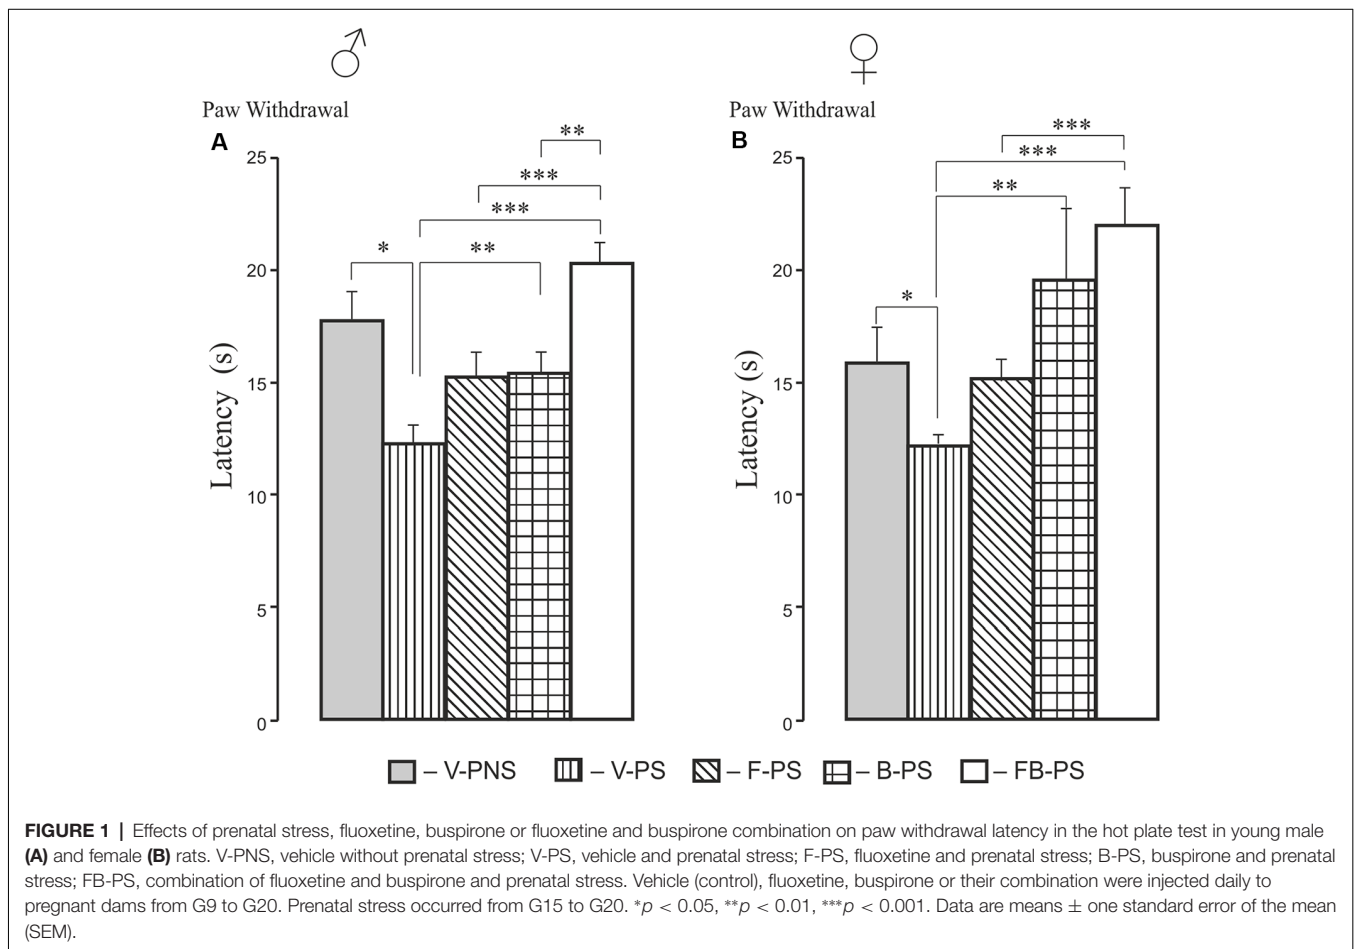 ♂
♀
Paw Withdrawal
Paw Withdrawal
A
**
25
***
***
*
**
20
Latency (s)
15
10
5
0
B
***
25
***
**
*
20
Latency (s)
15
10
5
0
– V-PNS – V-PS – F-PS – B-PS – FB-PS
FIGURE 1 | Effects of prenatal stress, fluoxetine, buspirone or fluoxetine and buspirone combination on paw withdrawal latency in the hot plate test in young male
(A) and female (B) rats. V-PNS, vehicle without prenatal stress; V-PS, vehicle and prenatal stress; F-PS, fluoxetine and prenatal stress; B-PS, buspirone and prenatal
stress; FB-PS, combination of fluoxetine and buspirone and prenatal stress. Vehicle (control), fluoxetine, buspirone or their combination were injected daily to
pregnant dams from G9 to G20. Prenatal stress occurred from G15 to G20. *p < 0.05, **p < 0.01, ***p < 0.001. Data are means ± one standard error of the mean
(SEM).